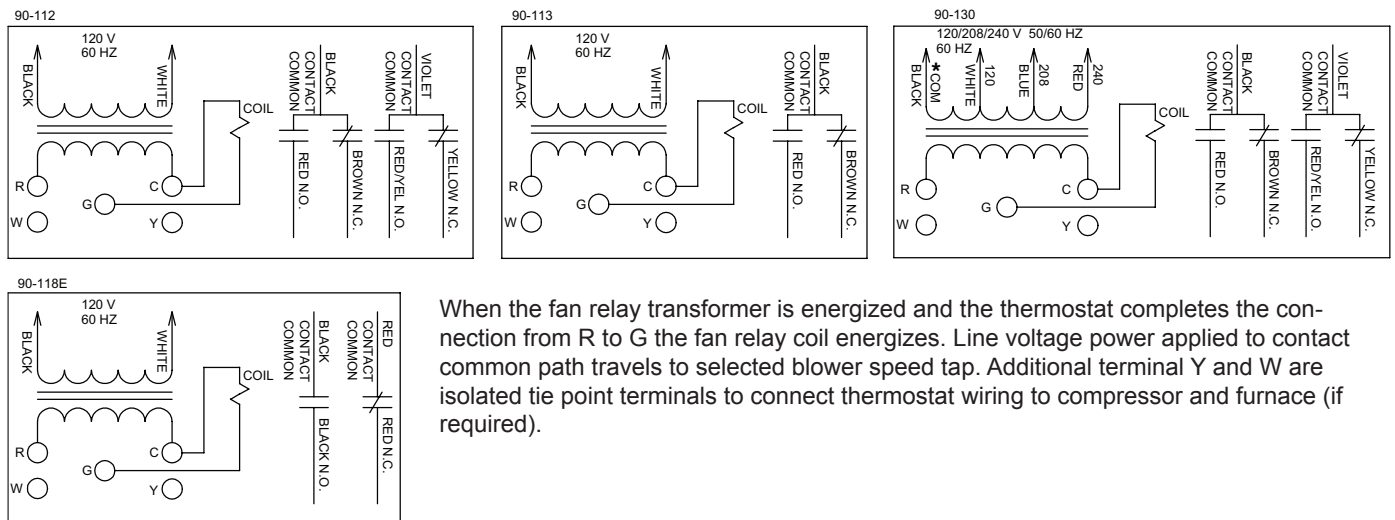 90-112
120 V
60 HZ
BLACK
WHITE
COIL
BLACK
CONTACT
COMMON
VIOLET
CONTACT
COMMON
RED N.O.
BROWN N.C.
RED/YEL N.O.
YELLOW N.C.
R
C
G
W
Y
90-113
120 V
60 HZ
BLACK
WHITE
COIL
BLACK
CONTACT
COMMON
RED N.O.
BROWN N.C.
R
C
G
W
Y
90-130
120/208/240 V 50/60 HZ
60 HZ
*COM
BLACK
120
WHITE
208
BLUE
240
RED
COIL
BLACK
CONTACT
COMMON
VIOLET
CONTACT
COMMON
RED N.O.
BROWN N.C.
RED/YEL N.O.
YELLOW N.C.
R
C
G
W
Y
90-118E
120 V
60 HZ
BLACK
WHITE
COIL
BLACK
CONTACT
COMMON
RED
CONTACT
COMMON
BLACK N.O.
RED N.C.
R
C
G
W
Y
When the fan relay transformer is energized and the thermostat completes the con-
nection from R to G the fan relay coil energizes. Line voltage power applied to contact
common path travels to selected blower speed tap. Additional terminal Y and W are
isolated tie point terminals to connect thermostat wiring to compressor and furnace (if
required).